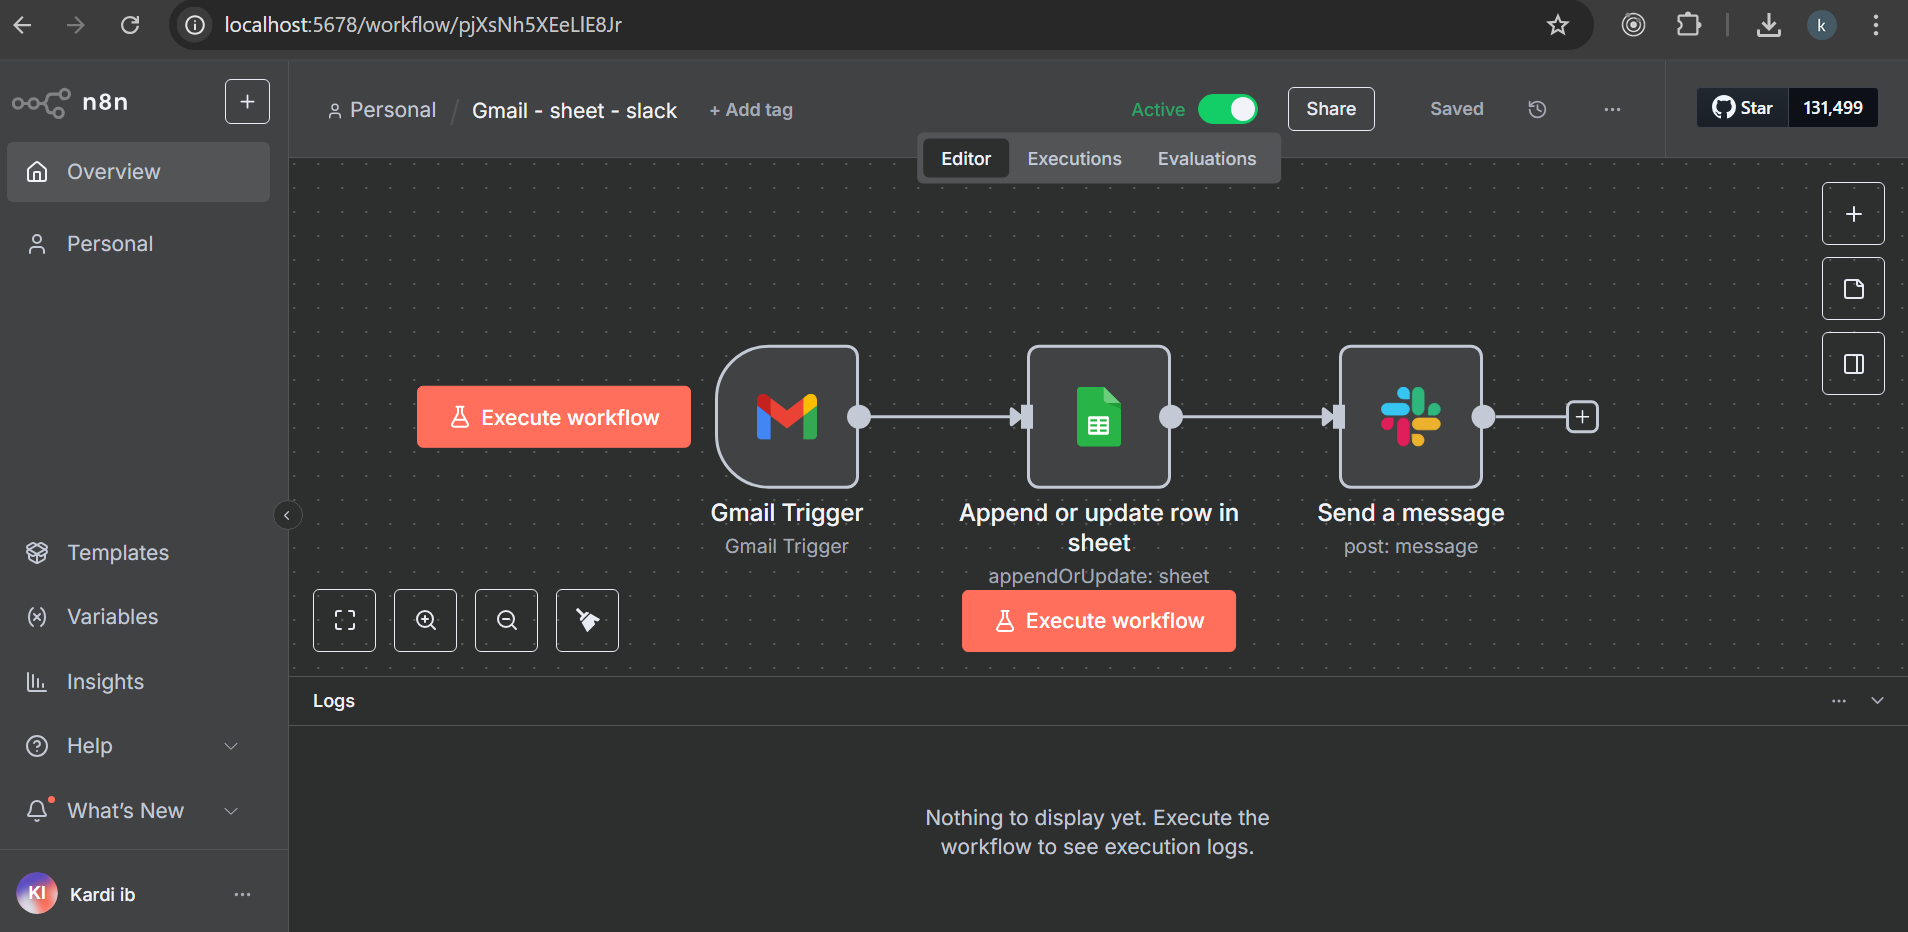 localhost:5678/workflow/pjXsNh5XEeLlE8Jr
k
n8n
Personal / Gmail - sheet - slack + Add tag
Active
Share
Saved
Star 131,499
Editor Executions Evaluations
Overview
Personal
Templates
Variables
Insights
Help
What's New
KI Kardi ib
Execute workflow
Gmail Trigger
Gmail Trigger
Append or update row in
sheet
appendOrUpdate: sheet
Send a message
post: message
Execute workflow
Logs
Nothing to display yet. Execute the
workflow to see execution logs.